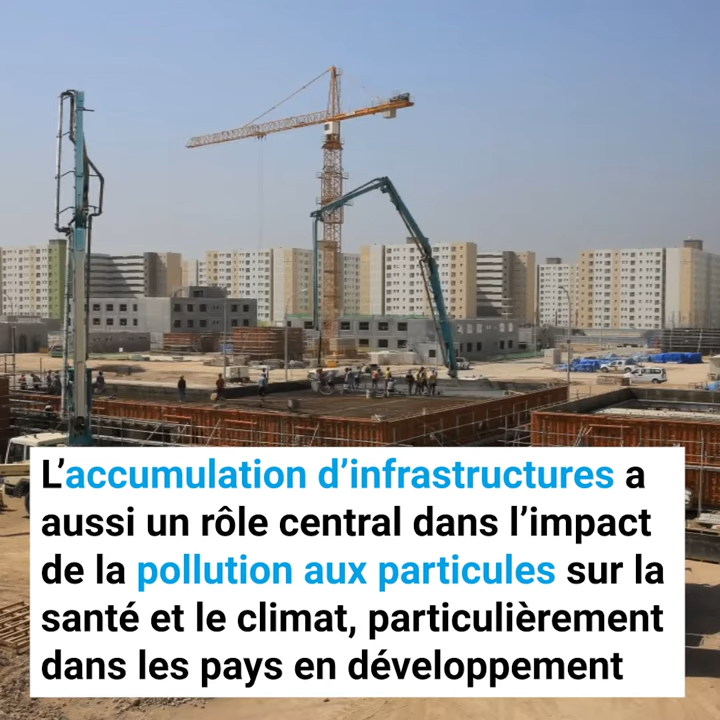 L’accumulation d’infrastructures a
aussi un rôle central dans l’impact
de la pollution aux particules sur la
santé et le climat, particulièrement
dans les pays en développement